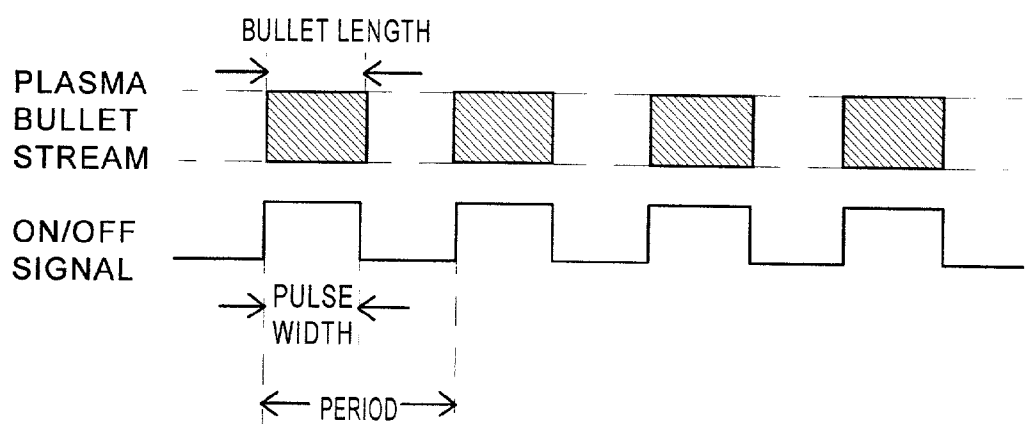 BULLET LENGTH
PLASMA
BULLET
STREAM
ON/OFF
SIGNAL
PULSE
WIDTH
PERIOD